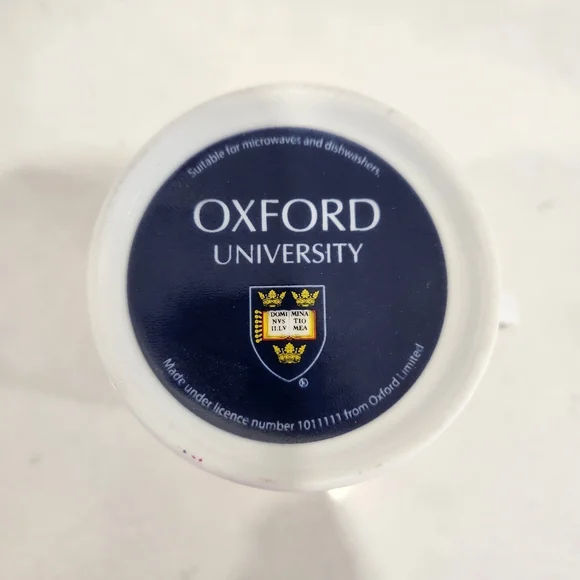 Suitable for microwaves and dishwashers.
OXFORD
UNIVERSITY
DOMI MINA
NVS TIO
ILLV MEA
®
Made under licence number 1011111 from Oxford Limited